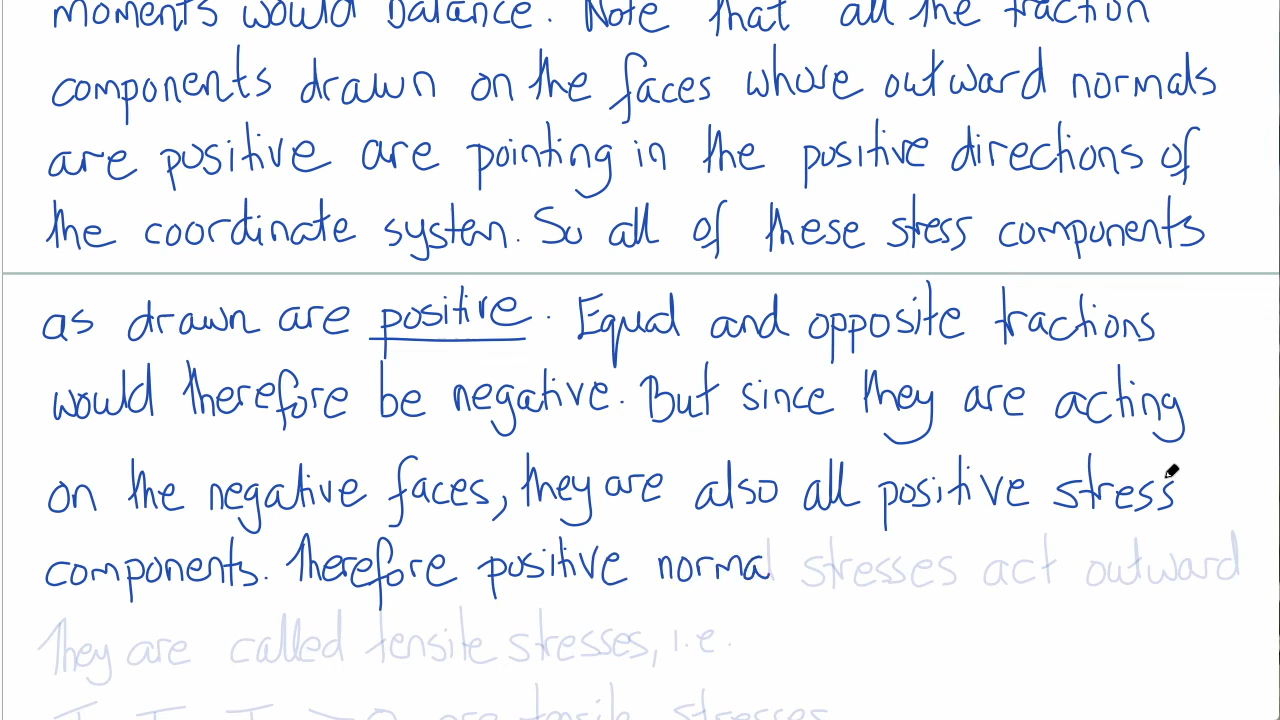 moments would balance. Note that all the traction
components drawn on the faces whose outward normals
are positive are pointing in the positive directions of
the coordinate system. So all of these stress components
as drawn are positive. Equal and opposite tractions
would therefore be negative. But since they are acting
on the negative faces, they are also all positive stress
components. Therefore positive normal stresses act outward
They are called tensile stresses, i.e.
are tensile stresses